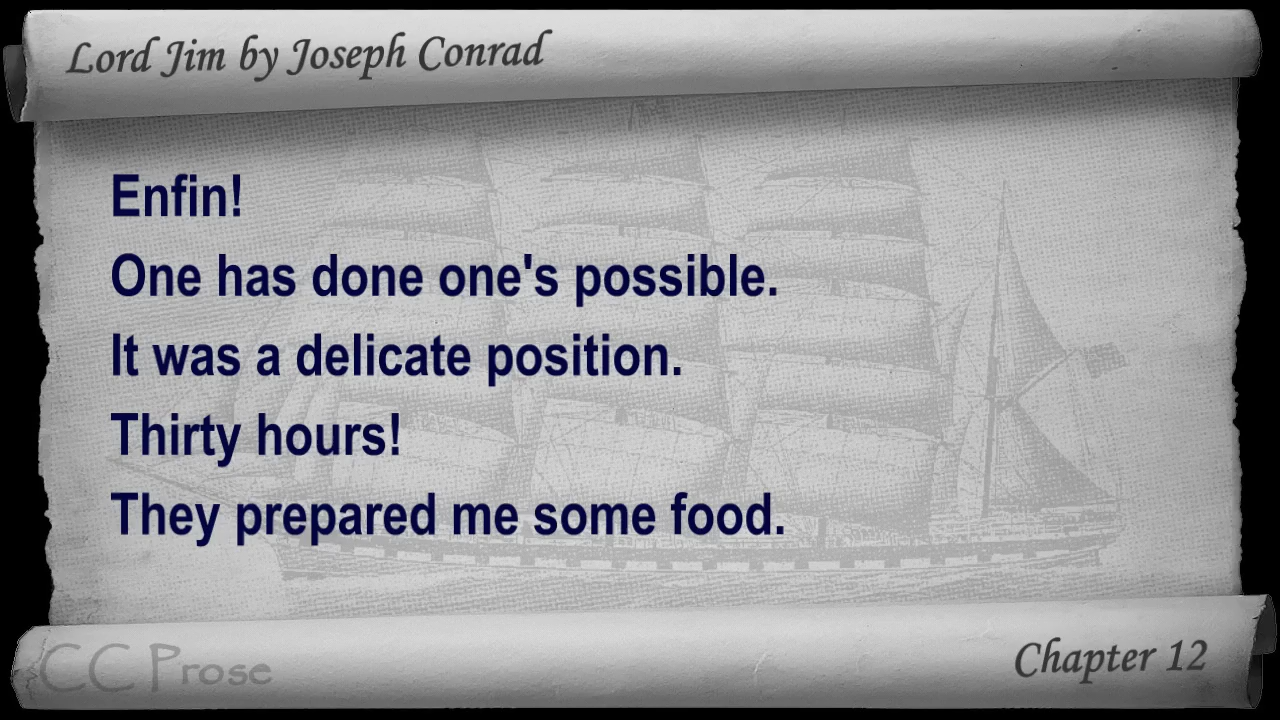 Lord Jim by Joseph Conrad
Enfin!
One has done one's possible.
It was a delicate position.
Thirty hours!
They prepared me some food.
CC Prose
Chapter 12